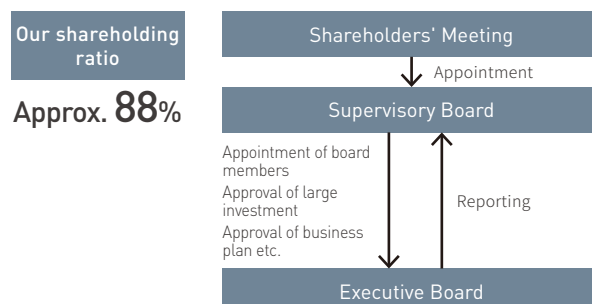 Our shareholding
ratio
Approx. 88%
Shareholders' Meeting
Appointment
Supervisory Board
Appointment of board
members
Approval of large
investment
Approval of business
plan etc.
Reporting
Executive Board